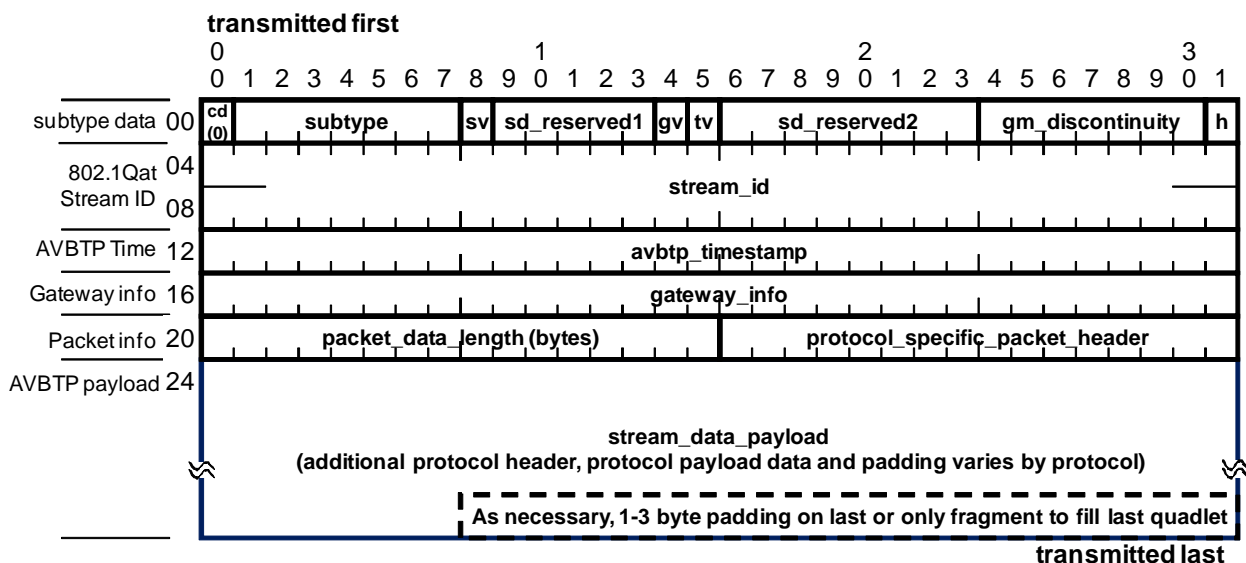 transmitted first
0 1 2 3
0 1 2 3 4 5 6 7 8 9 0 1 2 3 4 5 6 7 8 9 0 1 2 3 4 5 6 7 8 9 0 1
subtype data 00 cd (0) subtype sv sd_reserved1 gv tv sd_reserved2 gm_discontinuity h
802.1Qat Stream ID 04
08
stream_id
AVBTP Time 12 avbtp_timestamp
Gateway info 16 gateway_info
Packet info 20 packet_data_length (bytes) protocol_specific_packet_header
AVBTP payload 24
stream_data_payload
(additional protocol header, protocol payload data and padding varies by protocol)
As necessary, 1-3 byte padding on last or only fragment to fill last quadlet
transmitted last